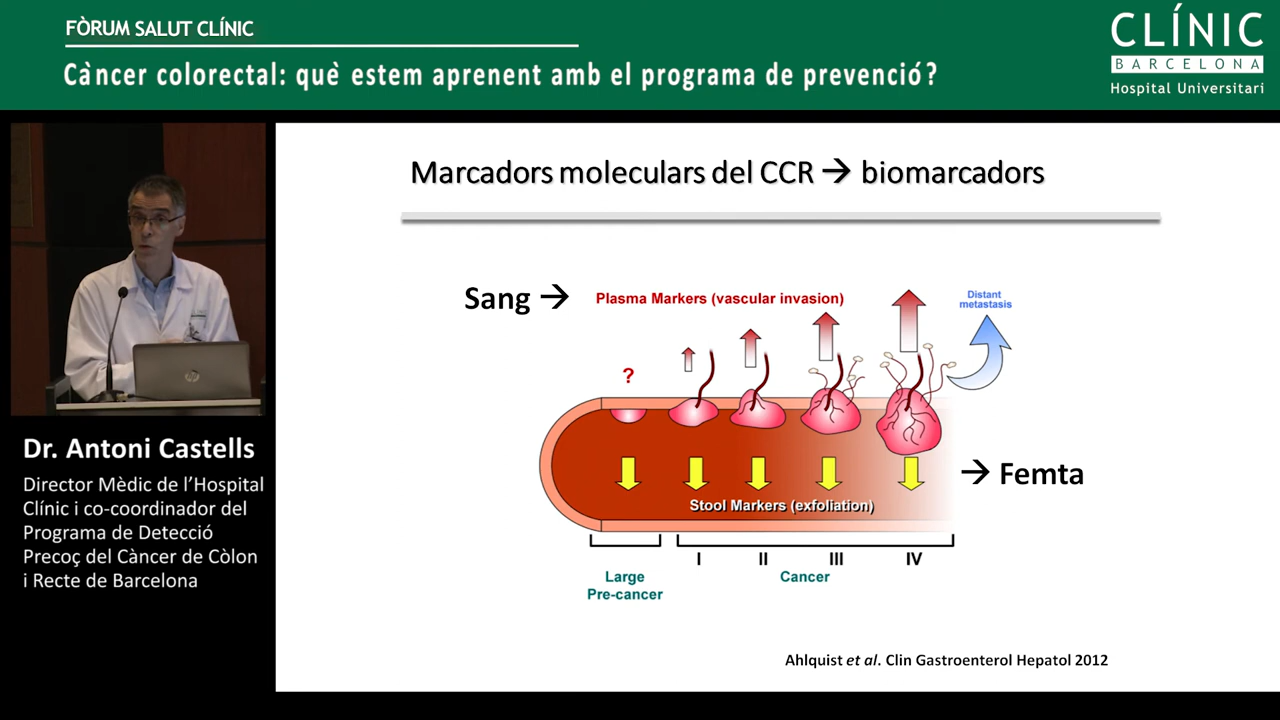 FÒRUM SALUT CLÍNIC
Càncer colorectal: què estem aprenent amb el programa de prevenció?
CLÍNIC
BARCELONA
Hospital Universitari
Marcadors moleculars del CCR → biomarcadors
Sang →
Plasma Markers (vascular invasion)
Distant
metastasis
?
→ Femta
Stool Markers (exfoliation)
I II III IV
Large
Pre-cancer
Cancer
Ahlquist et al. Clin Gastroenterol Hepatol 2012
hp
Dr. Antoni Castells
Director Mèdic de l'Hospital
Clínic i co-coordinador del
Programa de Detecció
Precoç del Càncer de Còlon
i Recte de Barcelona